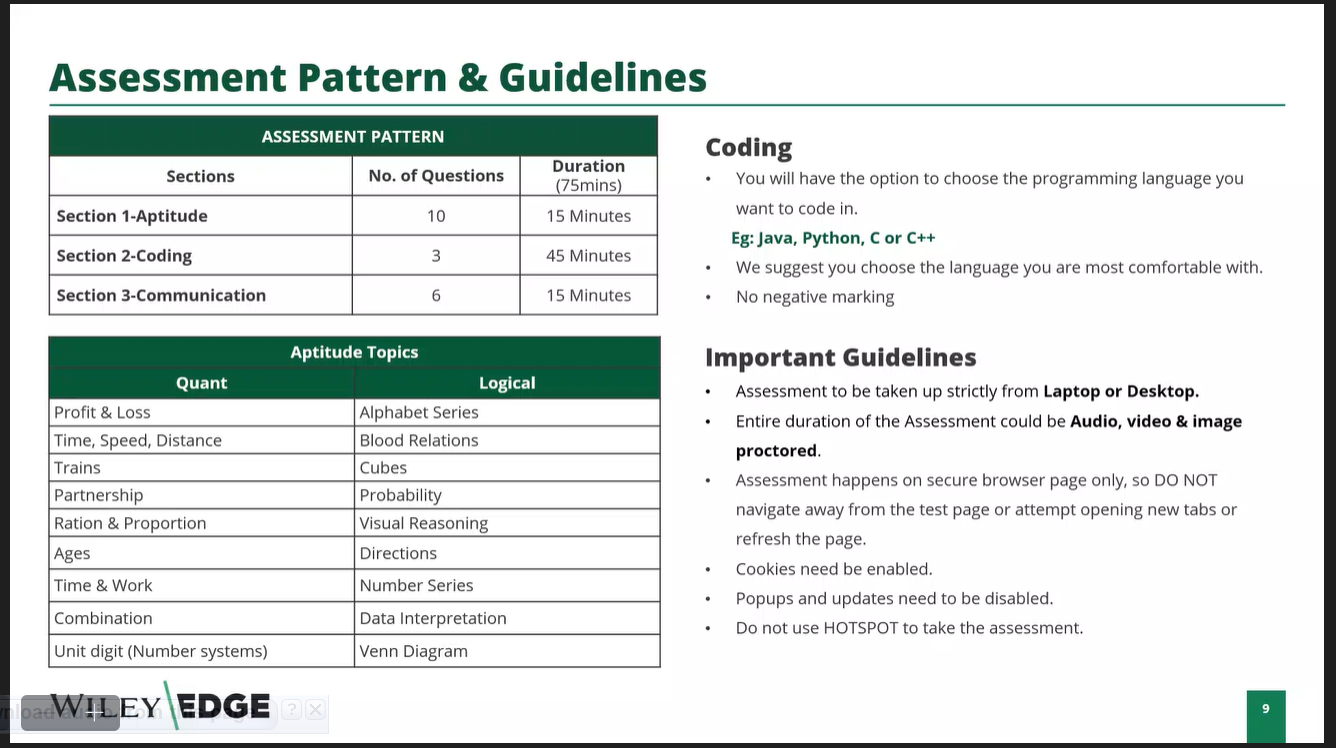 Assessment Pattern & Guidelines
ASSESSMENT PATTERN
Sections No. of Questions Duration (75mins)
Section 1-Aptitude 10 15 Minutes
Section 2-Coding 3 45 Minutes
Section 3-Communication 6 15 Minutes
Aptitude Topics
Quant Logical
Profit & Loss Alphabet Series
Time, Speed, Distance Blood Relations
Trains Cubes
Partnership Probability
Ration & Proportion Visual Reasoning
Ages Directions
Time & Work Number Series
Combination Data Interpretation
Unit digit (Number systems) Venn Diagram
Coding
• You will have the option to choose the programming language you
want to code in.
Eg: Java, Python, C or C++
• We suggest you choose the language you are most comfortable with.
• No negative marking
Important Guidelines
• Assessment to be taken up strictly from Laptop or Desktop.
• Entire duration of the Assessment could be Audio, video & image
proctored.
• Assessment happens on secure browser page only, so DO NOT
navigate away from the test page or attempt opening new tabs or
refresh the page.
• Cookies need be enabled.
• Popups and updates need to be disabled.
• Do not use HOTSPOT to take the assessment.
WILEY EDGE
9